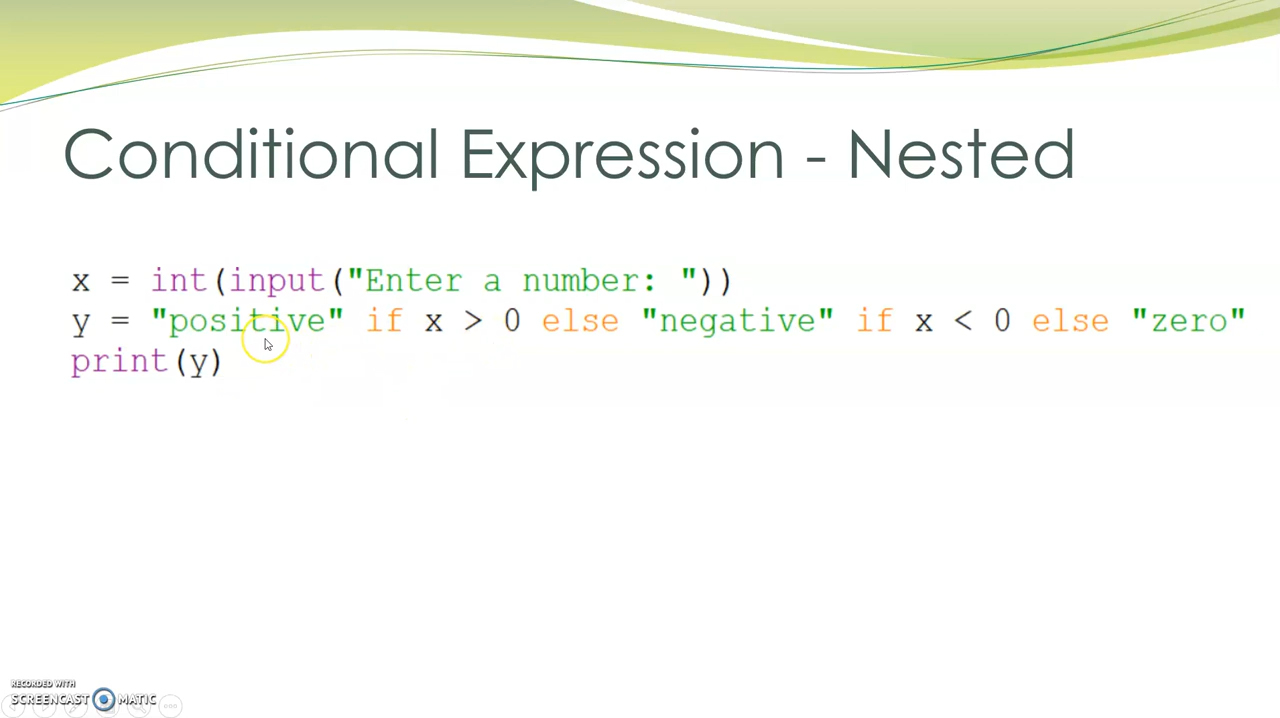 Conditional Expression - Nested
x = int(input("Enter a number: "))
y = "positive" if x > 0 else "negative" if x < 0 else "zero"
print(y)
RECORDED WITH
SCREENCAST MATIC